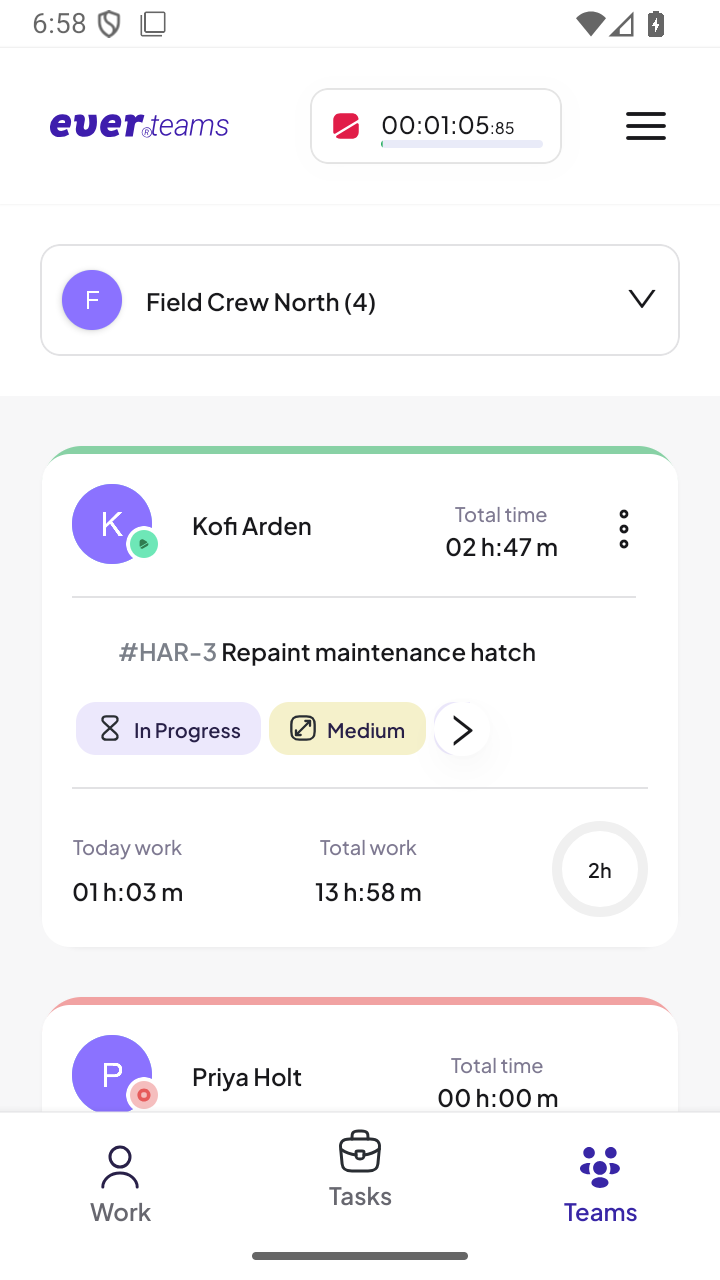 6:58
ever®teams
00:01:05:85
F
Field Crew North (4)
K
Kofi Arden
Total time
02 h:47 m
#HAR-3 Repaint maintenance hatch
In Progress
Medium
Today work
01 h:03 m
Total work
13 h:58 m
2h
P
Priya Holt
Total time
00 h:00 m
Work
Tasks
Teams